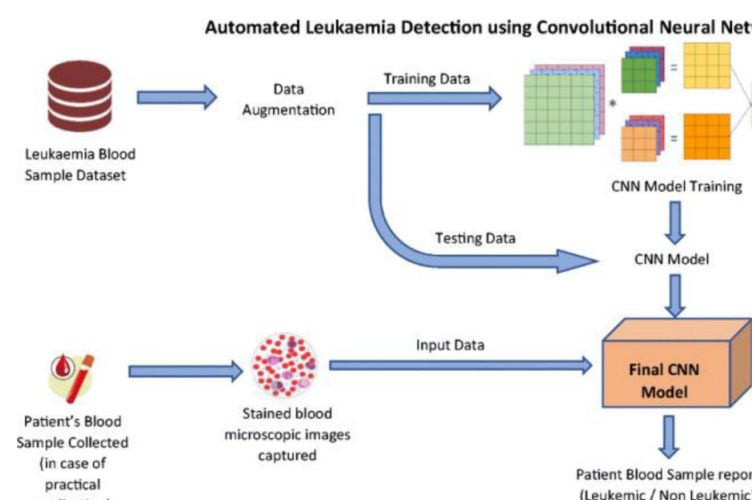 Automated Leukaemia Detection using Convolutional Neural
Data
Augmentation
Training Data
Leukaemia Blood
Sample Dataset
CNN Model Training
Testing Data
CNN Model
Input Data
Final CNN
Model
Patient's Blood
Sample Collected
(in case of
practical
Stained blood
microscopic images
captured
Patient Blood Sample
(Leukemic / Non Leukemic